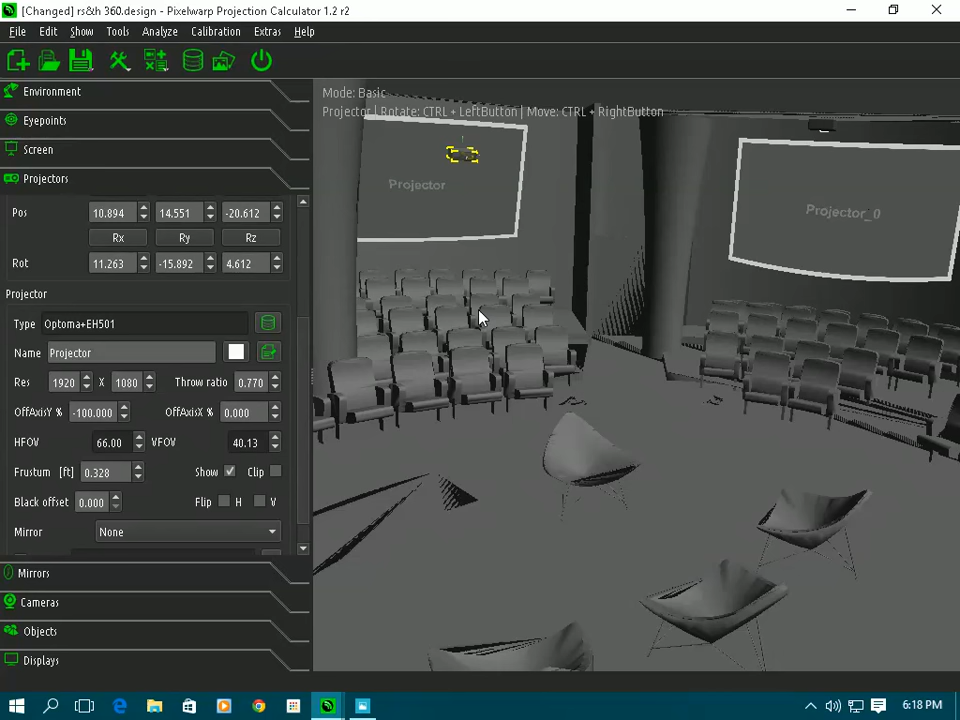 [Changed] rs&h 360.design - Pixelwarp Projection Calculator 1.2 r2
File Edit Show Tools Analyze Calibration Extras Help
Environment
Eyepoints
Screen
Projectors
Pos 10.894 14.551 -20.612
Rx Ry Rz
Rot 11.263 -15.892 4.612
Projector
Type Optoma+EH501
Name Projector
Res 1920 X 1080 Throw ratio 0.770
OffAxisY % -100.000 OffAxisX % 0.000
HFOV 66.00 VFOV 40.13
Frustum [ft] 0.328 Show Clip
Black offset 0.000 Flip H V
Mirror None
Mirrors
Cameras
Objects
Displays
Mode: Basic
Projector | Rotate: CTRL + LeftButton | Move: CTRL + RightButton
Projector
Projector_0
6:18 PM